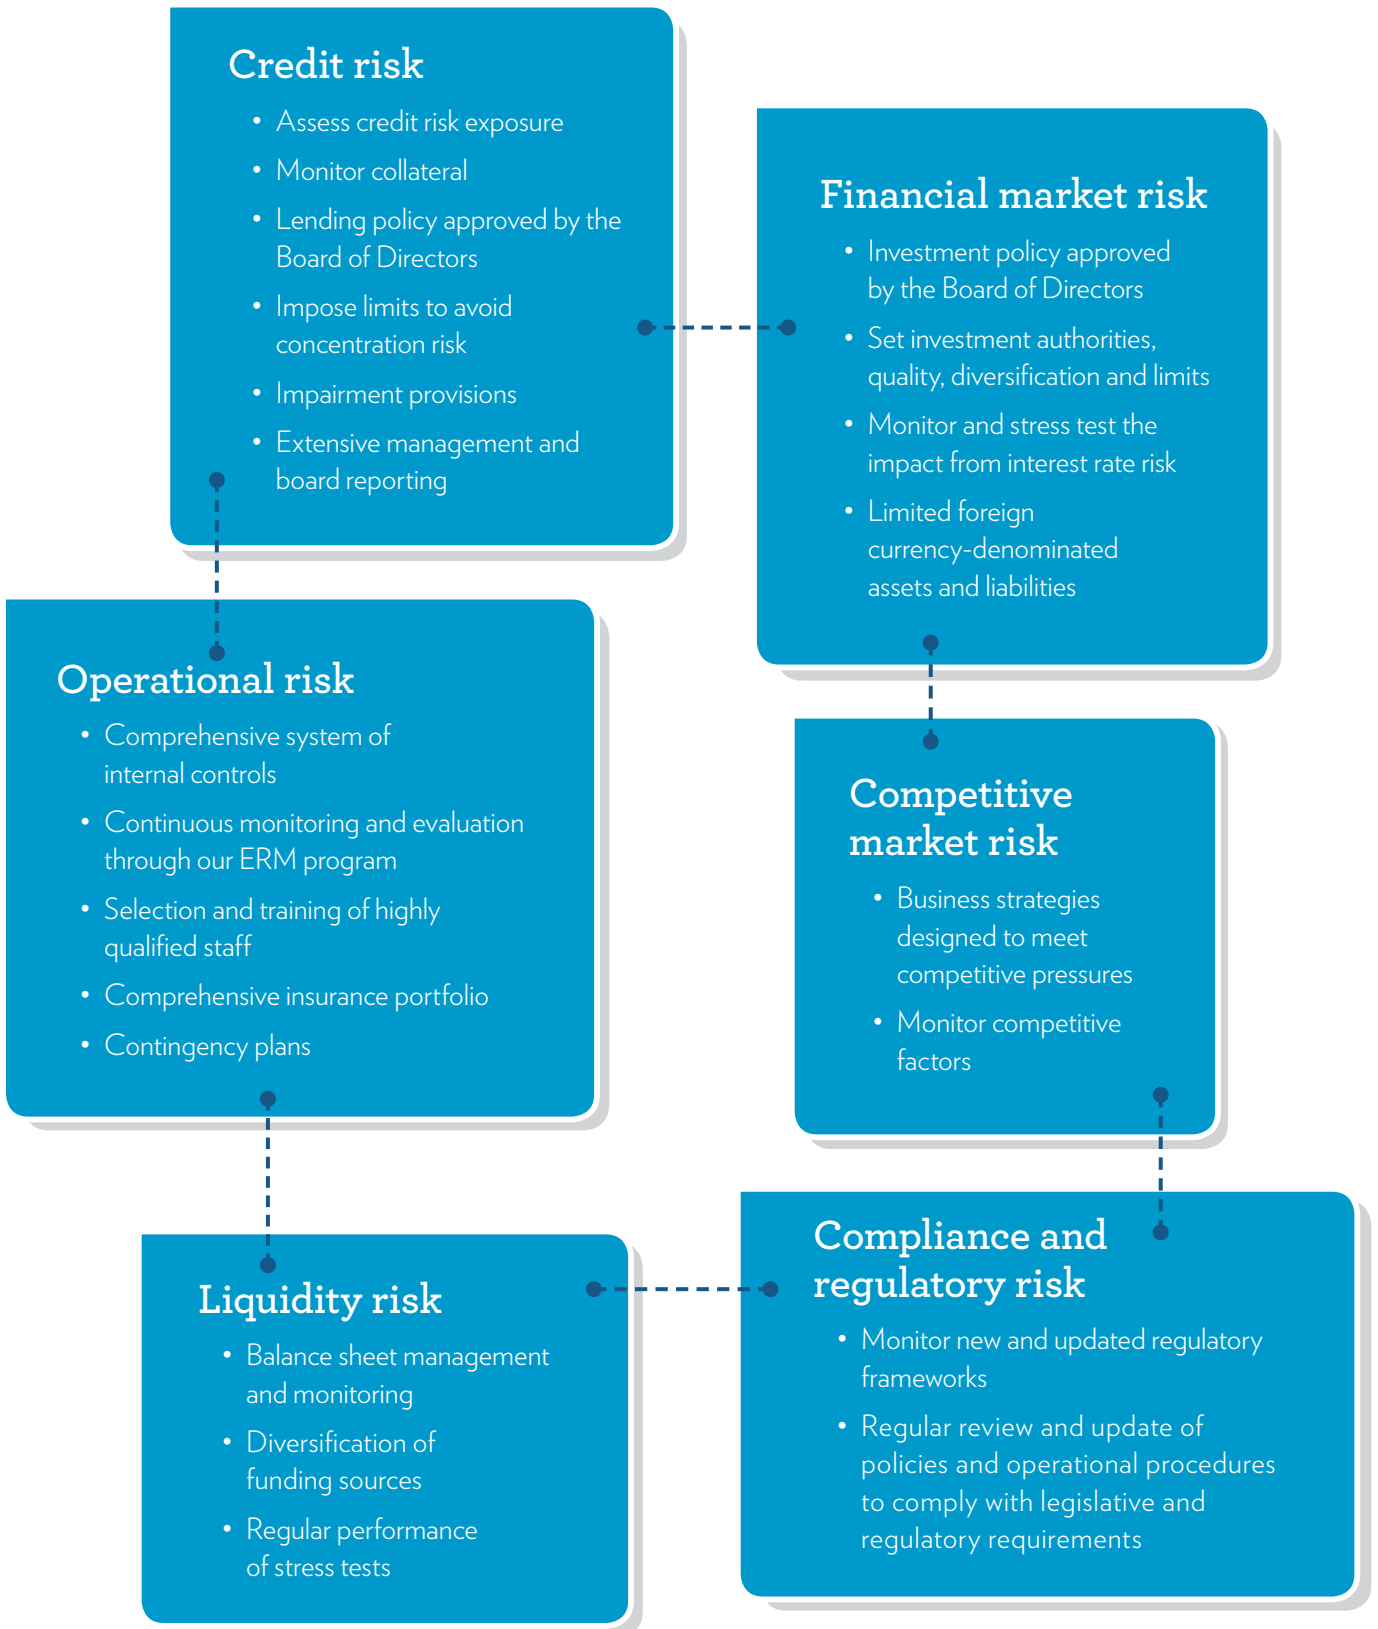 Credit risk
• Assess credit risk exposure
• Monitor collateral
• Lending policy approved by the
Board of Directors
• Impose limits to avoid
concentration risk
• Impairment provisions
• Extensive management and
board reporting
Financial market risk
• Investment policy approved
by the Board of Directors
• Set investment authorities,
quality, diversification and limits
• Monitor and stress test the
impact from interest rate risk
• Limited foreign
currency-denominated
assets and liabilities
Operational risk
• Comprehensive system of
internal controls
• Continuous monitoring and evaluation
through our ERM program
• Selection and training of highly
qualified staff
• Comprehensive insurance portfolio
• Contingency plans
Competitive
market risk
• Business strategies
designed to meet
competitive pressures
• Monitor competitive
factors
Liquidity risk
• Balance sheet management
and monitoring
• Diversification of
funding sources
• Regular performance
of stress tests
Compliance and
regulatory risk
• Monitor new and updated regulatory
frameworks
• Regular review and update of
policies and operational procedures
to comply with legislative and
regulatory requirements